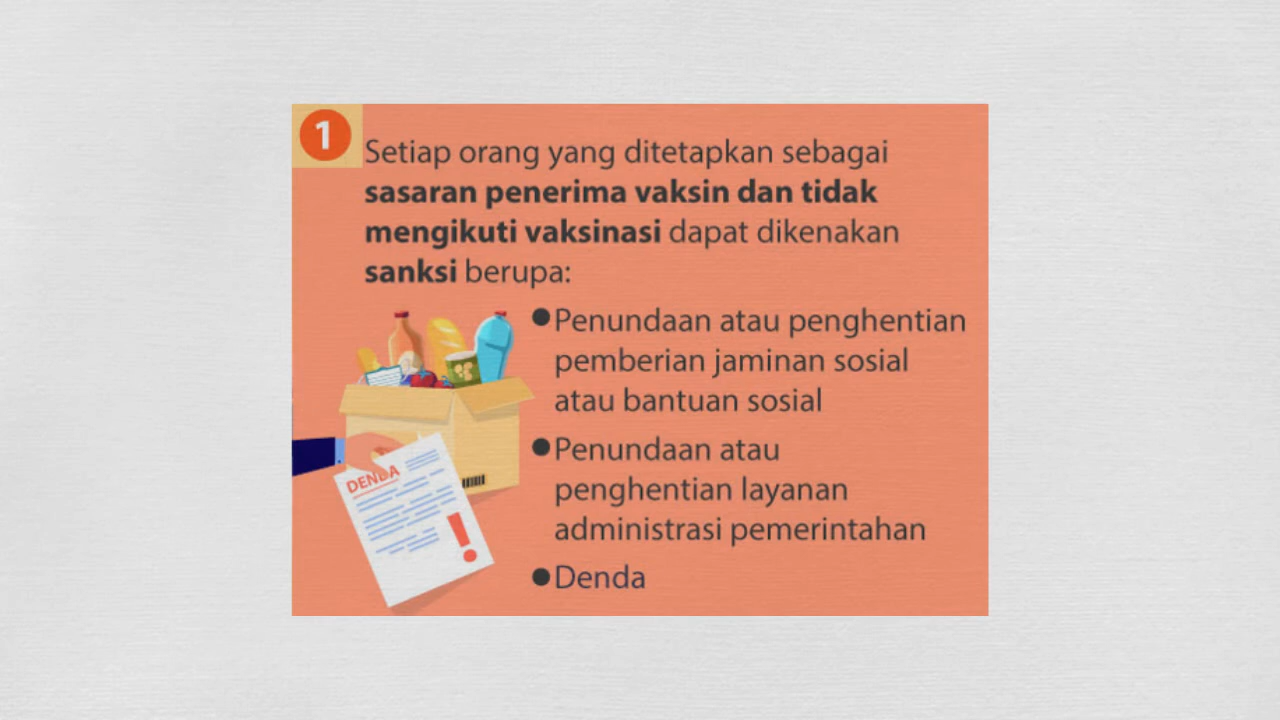 1
Setiap orang yang ditetapkan sebagai
sasaran penerima vaksin dan tidak
mengikuti vaksinasi dapat dikenakan
sanksi berupa:
●Penundaan atau penghentian
pemberian jaminan sosial
atau bantuan sosial
●Penundaan atau
penghentian layanan
administrasi pemerintahan
●Denda
DENDA
!